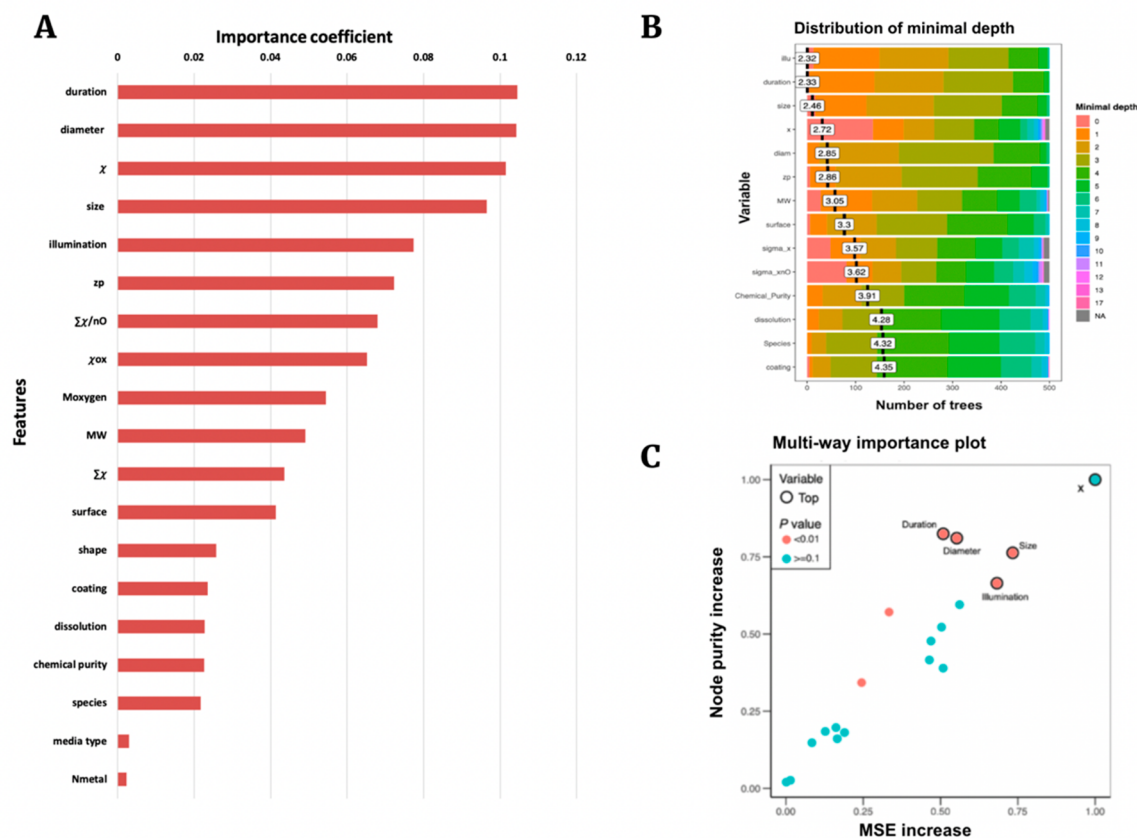 A
Importance coefficient
0 0.02 0.04 0.06 0.08 0.1 0.12
Features
duration
diameter
χ
size
illumination
zp
∑χ/nO
χox
Moxygen
MW
∑χ
surface
shape
coating
dissolution
chemical purity
species
media type
Nmetal
B
Distribution of minimal depth
Variable
illu 2.32
duration 2.33
size 2.46
x 2.72
diam 2.85
zp 2.86
MW 3.05
surface 3.3
sigma_x 3.57
sigma_xnO 3.62
Chemical_Purity 3.91
dissolution 4.28
Species 4.32
coating 4.35
0 100 200 300 400 500
Number of trees
Minimal depth
0
1
2
3
4
5
6
7
8
9
10
11
12
13
17
NA
C
Multi-way importance plot
Node purity increase
1.00
0.75
0.50
0.25
0.00
Variable
Top
P value
<0.01
>=0.1
x
Duration
Diameter
Size
Illumination
0.00 0.25 0.50 0.75 1.00
MSE increase